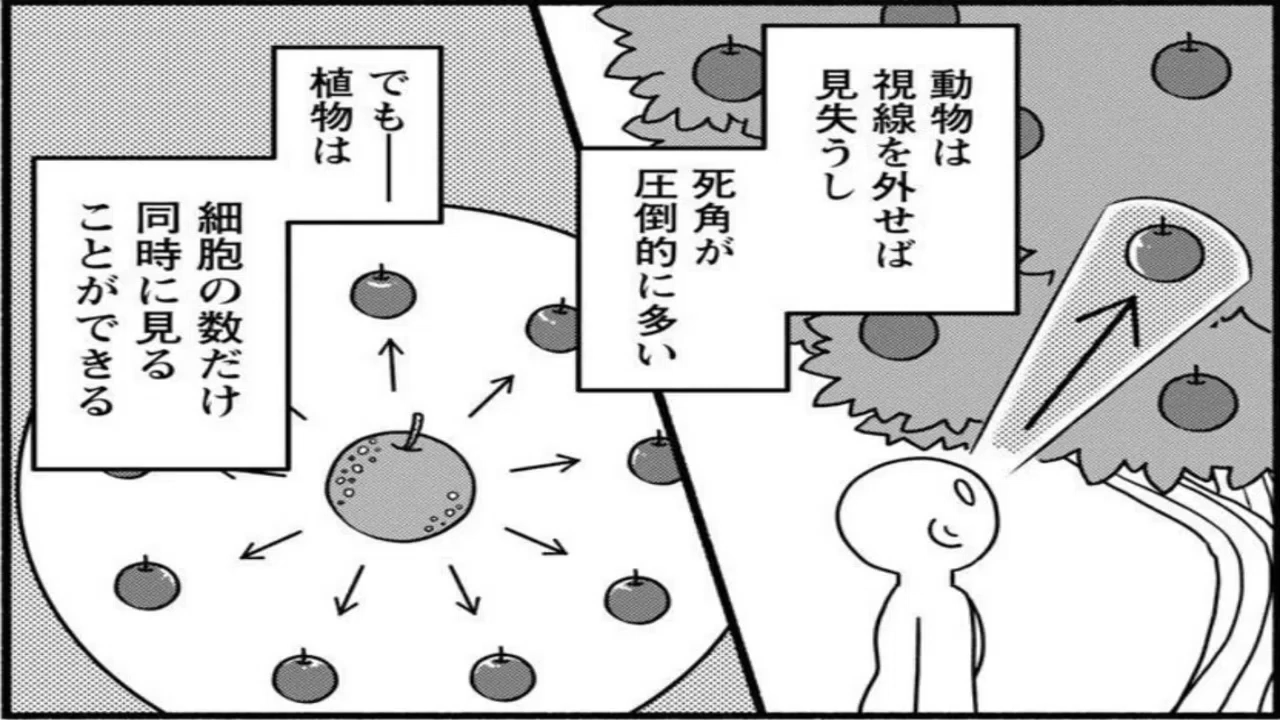 動物は
視線を外せば
見失うし
死角が
圧倒的に多い
でも――
植物は
細胞の数だけ
同時に見る
ことができる